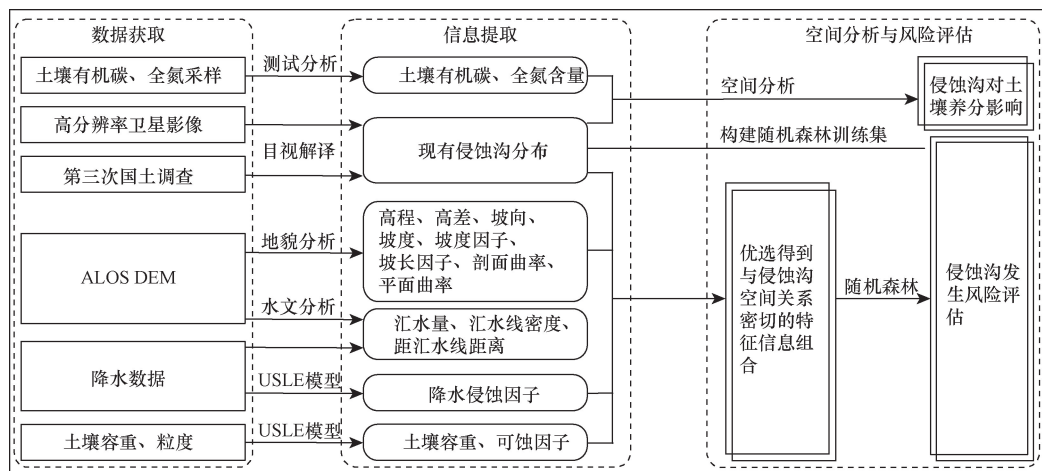 数据获取
信息提取
空间分析与风险评估
土壤有机碳、全氮采样
测试分析
土壤有机碳、全氮含量
空间分析
侵蚀沟对土
壤养分影响
高分辨率卫星影像
目视解译
现有侵蚀沟分布
构建随机森林训练集
第三次国土调查
ALOS DEM
地貌分析
高程、高差、坡向、
坡度、坡度因子、
坡长因子、剖面曲率、
平面曲率
水文分析
汇水量、汇水线密度、
距汇水线距离
优选得到
与侵蚀沟
空间关系
密切的特
征信息组
合
随机森林
侵蚀沟发
生风险评
估
降水数据
USLE模型
降水侵蚀因子
土壤容重、粒度
USLE模型
土壤容重、可蚀因子